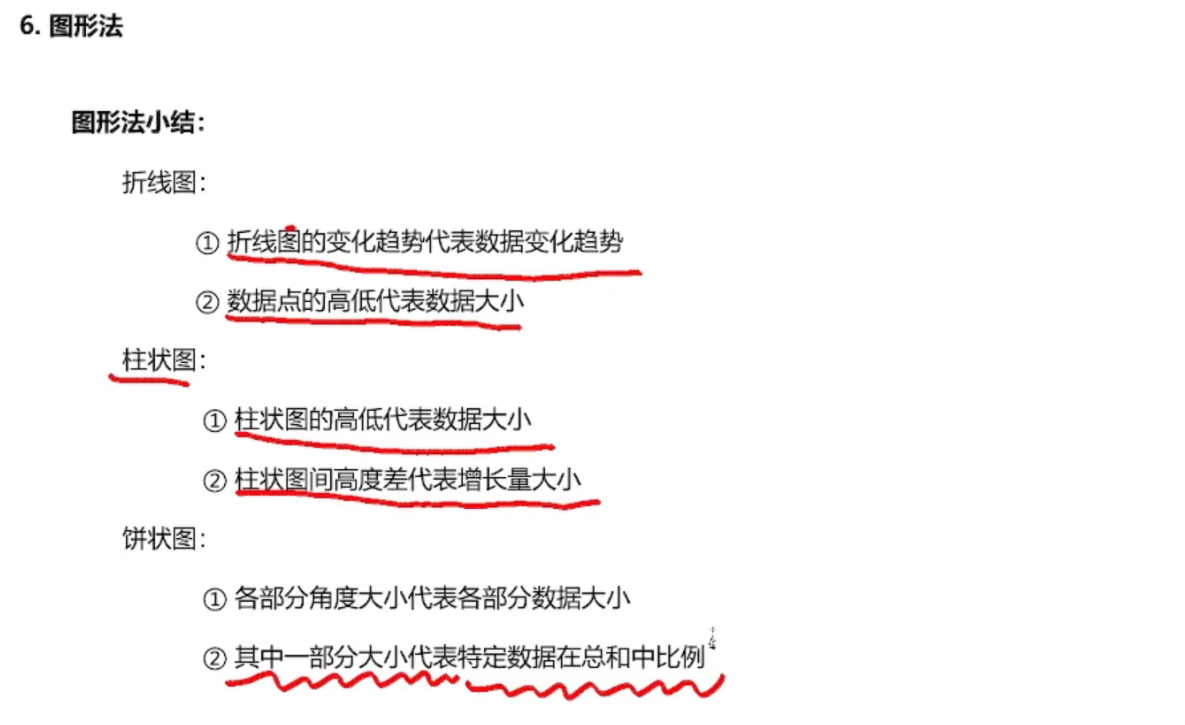 6. 图形法
图形法小结：
折线图：
① 折线图的变化趋势代表数据变化趋势
② 数据点的高低代表数据大小
柱状图：
① 柱状图的高低代表数据大小
② 柱状图间高度差代表增长量大小
饼状图：
① 各部分角度大小代表各部分数据大小
② 其中一部分大小代表特定数据在总和中比例